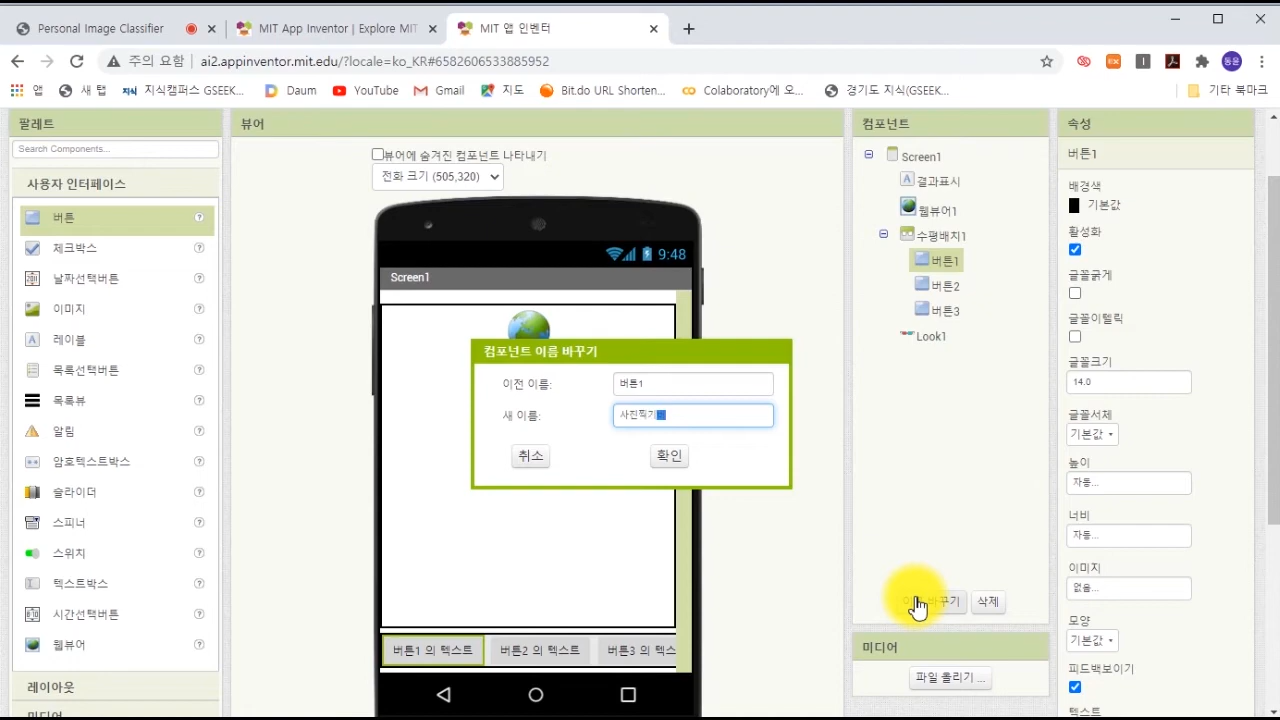 Personal Image Classifier
MIT App Inventor | Explore MIT
MIT 앱 인벤터
주의 요함
ai2.appinventor.mit.edu/?locale=ko_KR#6582606533885952
앱
새 탭
지식캠퍼스 GSEEK...
Daum
YouTube
Gmail
지도
Bit.do URL Shorten...
Colaboratory에 오...
경기도 지식(GSEEK...
기타 북마크
팔레트
Search Components...
사용자 인터페이스
버튼
체크박스
날짜선택버튼
이미지
레이블
목록선택버튼
목록뷰
알림
암호텍스트박스
슬라이더
스피너
스위치
텍스트박스
시간선택버튼
웹뷰어
레이아웃
미디어
뷰어
뷰어에 숨겨진 컴포넌트 나타내기
전화 크기 (505,320)
9:48
Screen1
컴포넌트 이름 바꾸기
이전 이름:
버튼1
새 이름:
사진찍기버
취소
확인
버튼1 의 텍스트
버튼2 의 텍스트
버튼3 의 텍스
컴포넌트
Screen1
결과표시
웹뷰어1
수평배치1
버튼1
버튼2
버튼3
Look1
이름 바꾸기
삭제
미디어
파일 올리기 ...
속성
버튼1
배경색
기본값
활성화
글꼴굵게
글꼴이탤릭
글꼴크기
14.0
글꼴서체
기본값
높이
자동...
너비
자동...
이미지
없음...
모양
기본값
피드백보이기
텍스트